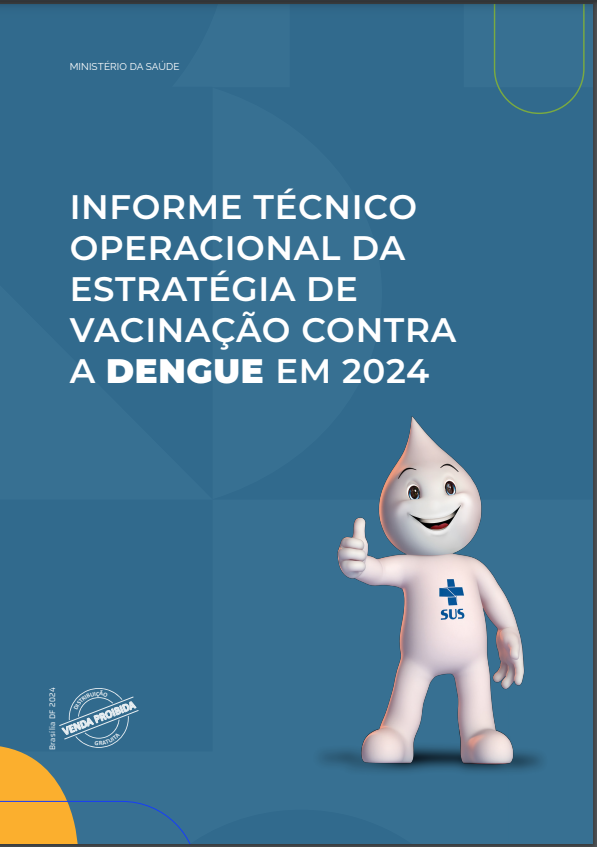 MINISTÉRIO DA SAÚDE
INFORME TÉCNICO
OPERACIONAL DA
ESTRATÉGIA DE
VACINAÇÃO CONTRA
A DENGUE EM 2024
SUS
Brasília DF 2024
DISTRIBUIÇÃO
VENDA PROIBIDA
GRATUITA